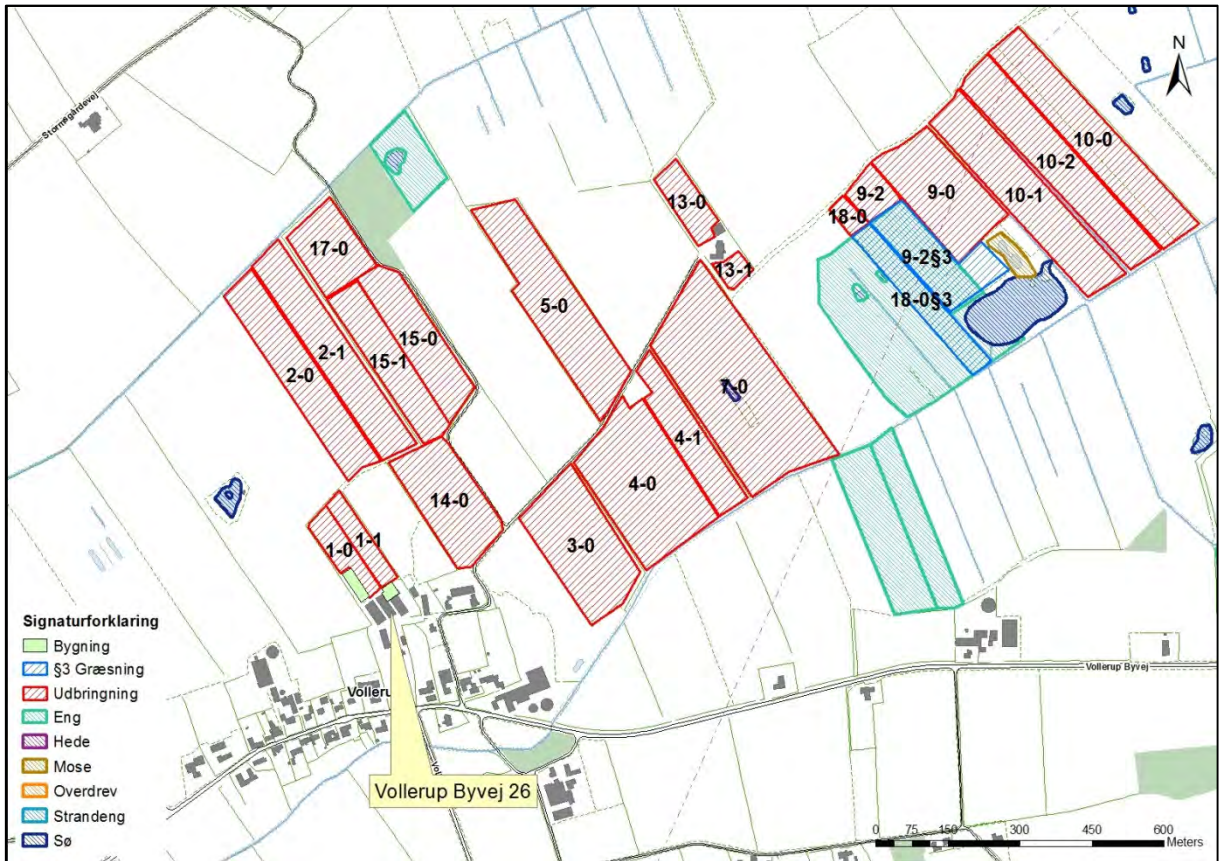 N
Stormgårdevej
10-0
10-2
13-0
9-2
9-0
10-1
18-0
17-0
13-1
9-2§3
5-0
18-0§3
15-0
2-1
15-1
2-0
7-0
4-1
14-0
4-0
1-1
1-0
3-0
Signaturforklaring
Bygning
§3 Græsning
Udbringning
Eng
Hede
Mose
Overdrev
Strandeng
Sø
Volleru
Vollerup Byvej
Vol
Vollerup Byvej 26
0 75 150 300 450 600
Meters